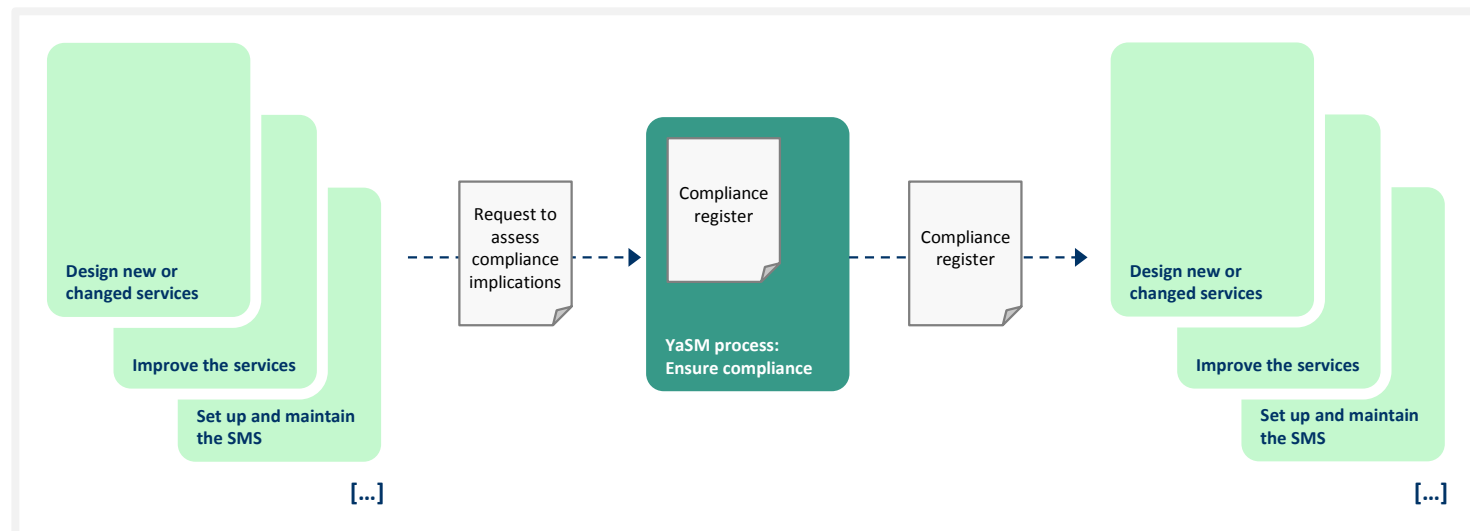 Design new or
changed services
Improve the services
Set up and maintain
the SMS
[...]
Request to
assess
compliance
implications
Compliance
register
YaSM process:
Ensure compliance
Compliance
register
Design new or
changed services
Improve the services
Set up and maintain
the SMS
[...]